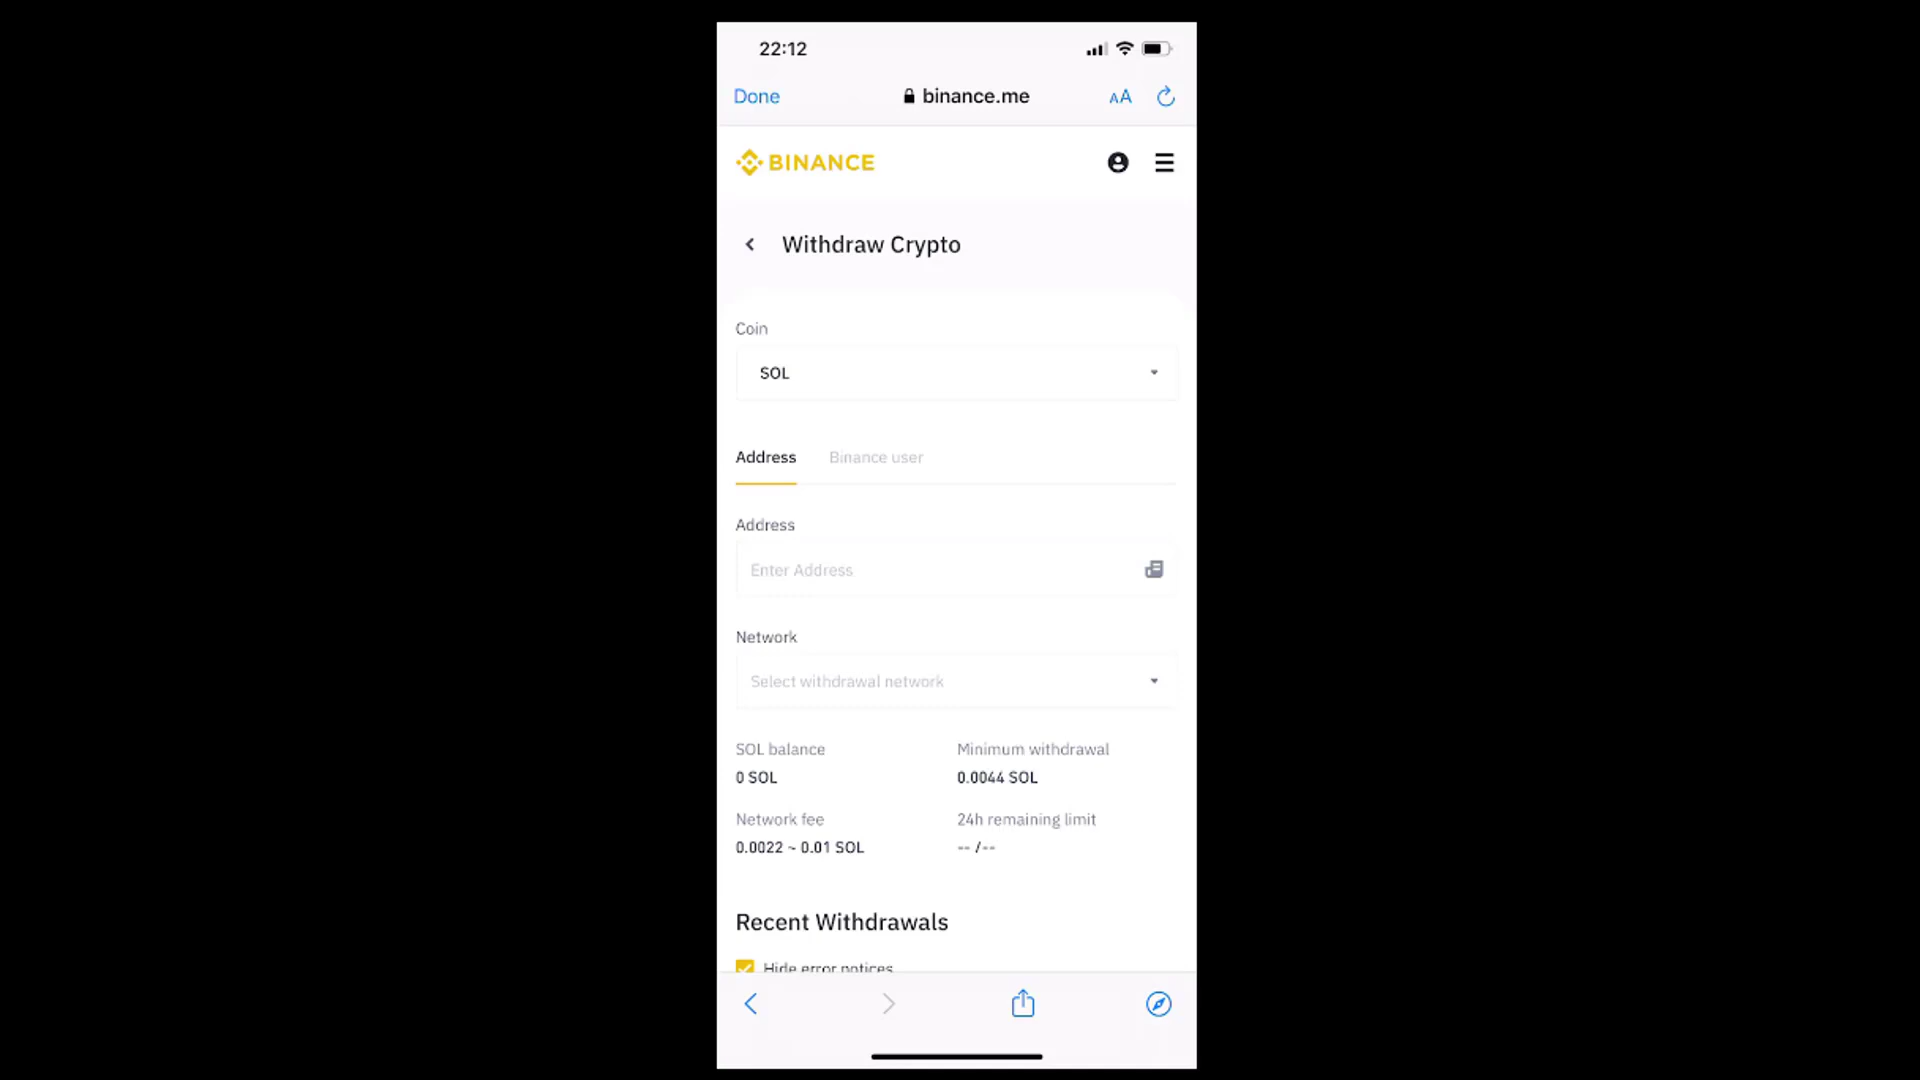 22:12
Done
binance.me
AA
BINANCE
Withdraw Crypto
Coin
SOL
Address Binance user
Address
Enter Address
Network
Select withdrawal network
SOL balance Minimum withdrawal
0 SOL 0.0044 SOL
Network fee 24h remaining limit
0.0022 ~ 0.01 SOL -- /--
Recent Withdrawals
Hide error notices